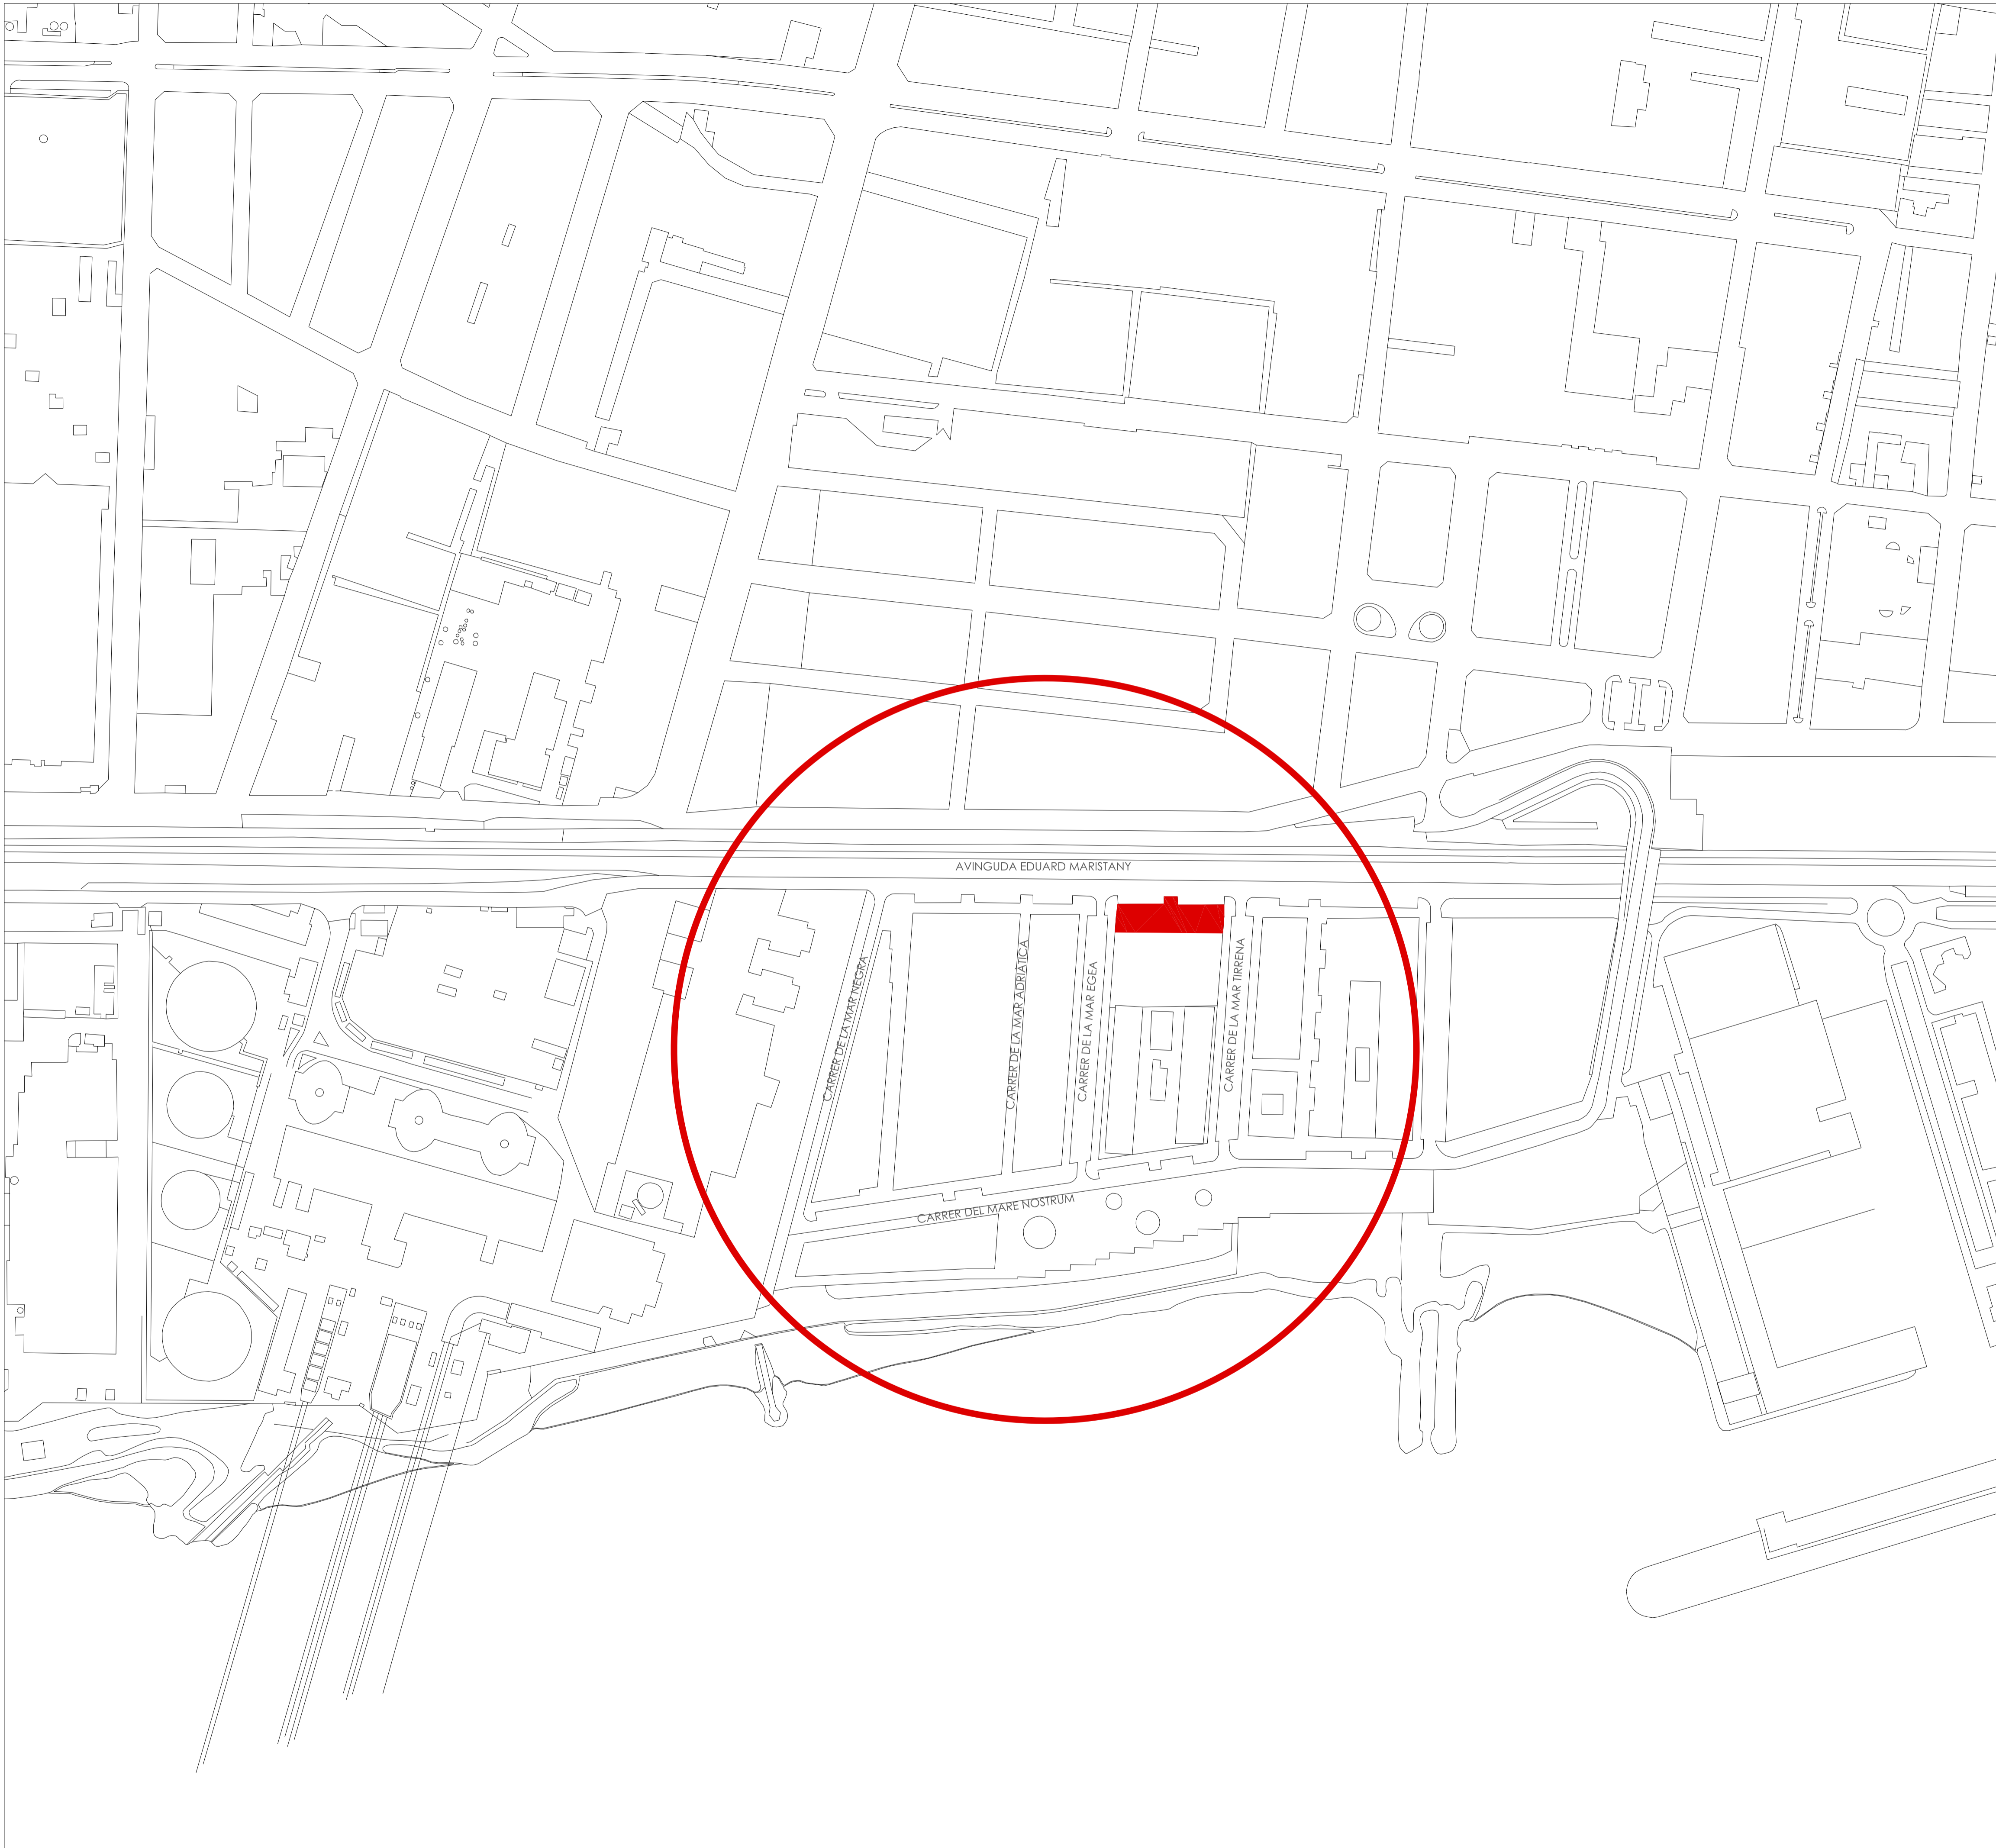 AVINGUDA EDUARD MARISTANY
CARRER DE LA MAR NEGRA
CARRER DE LA MAR ADRIATICA
CARRER DE LA MAR EGEA
CARRER DE LA MAR TIRRENA
CARRER DEL MARE NOSTRUM